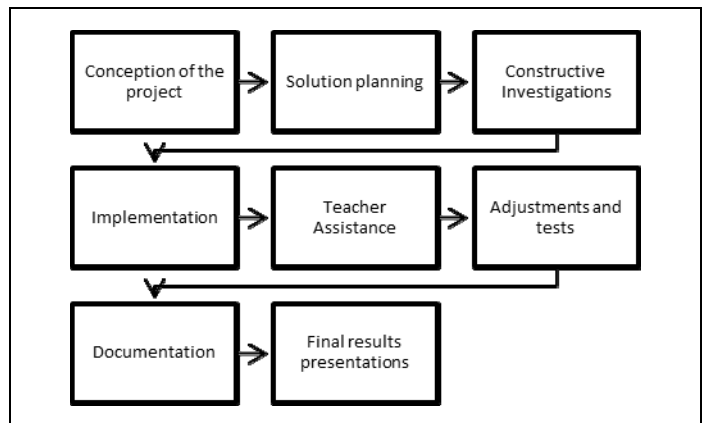 Conception of the
project
Solution planning
Constructive
Investigations
Implementation
Teacher
Assistance
Adjustments and
tests
Documentation
Final results
presentations